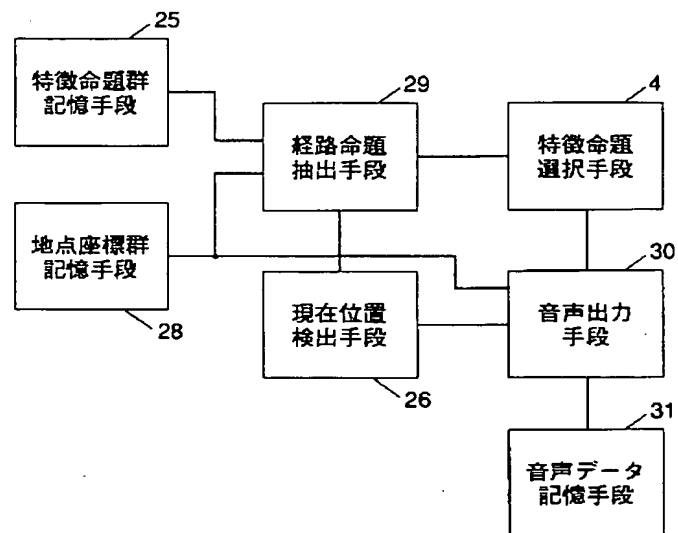 25
特徴命題群
記憶手段
29
経路命題
抽出手段
4
特徴命題
選択手段
地点座標群
記憶手段
28
現在位置
検出手段
26
30
音声出力
手段
31
音声データ
記憶手段